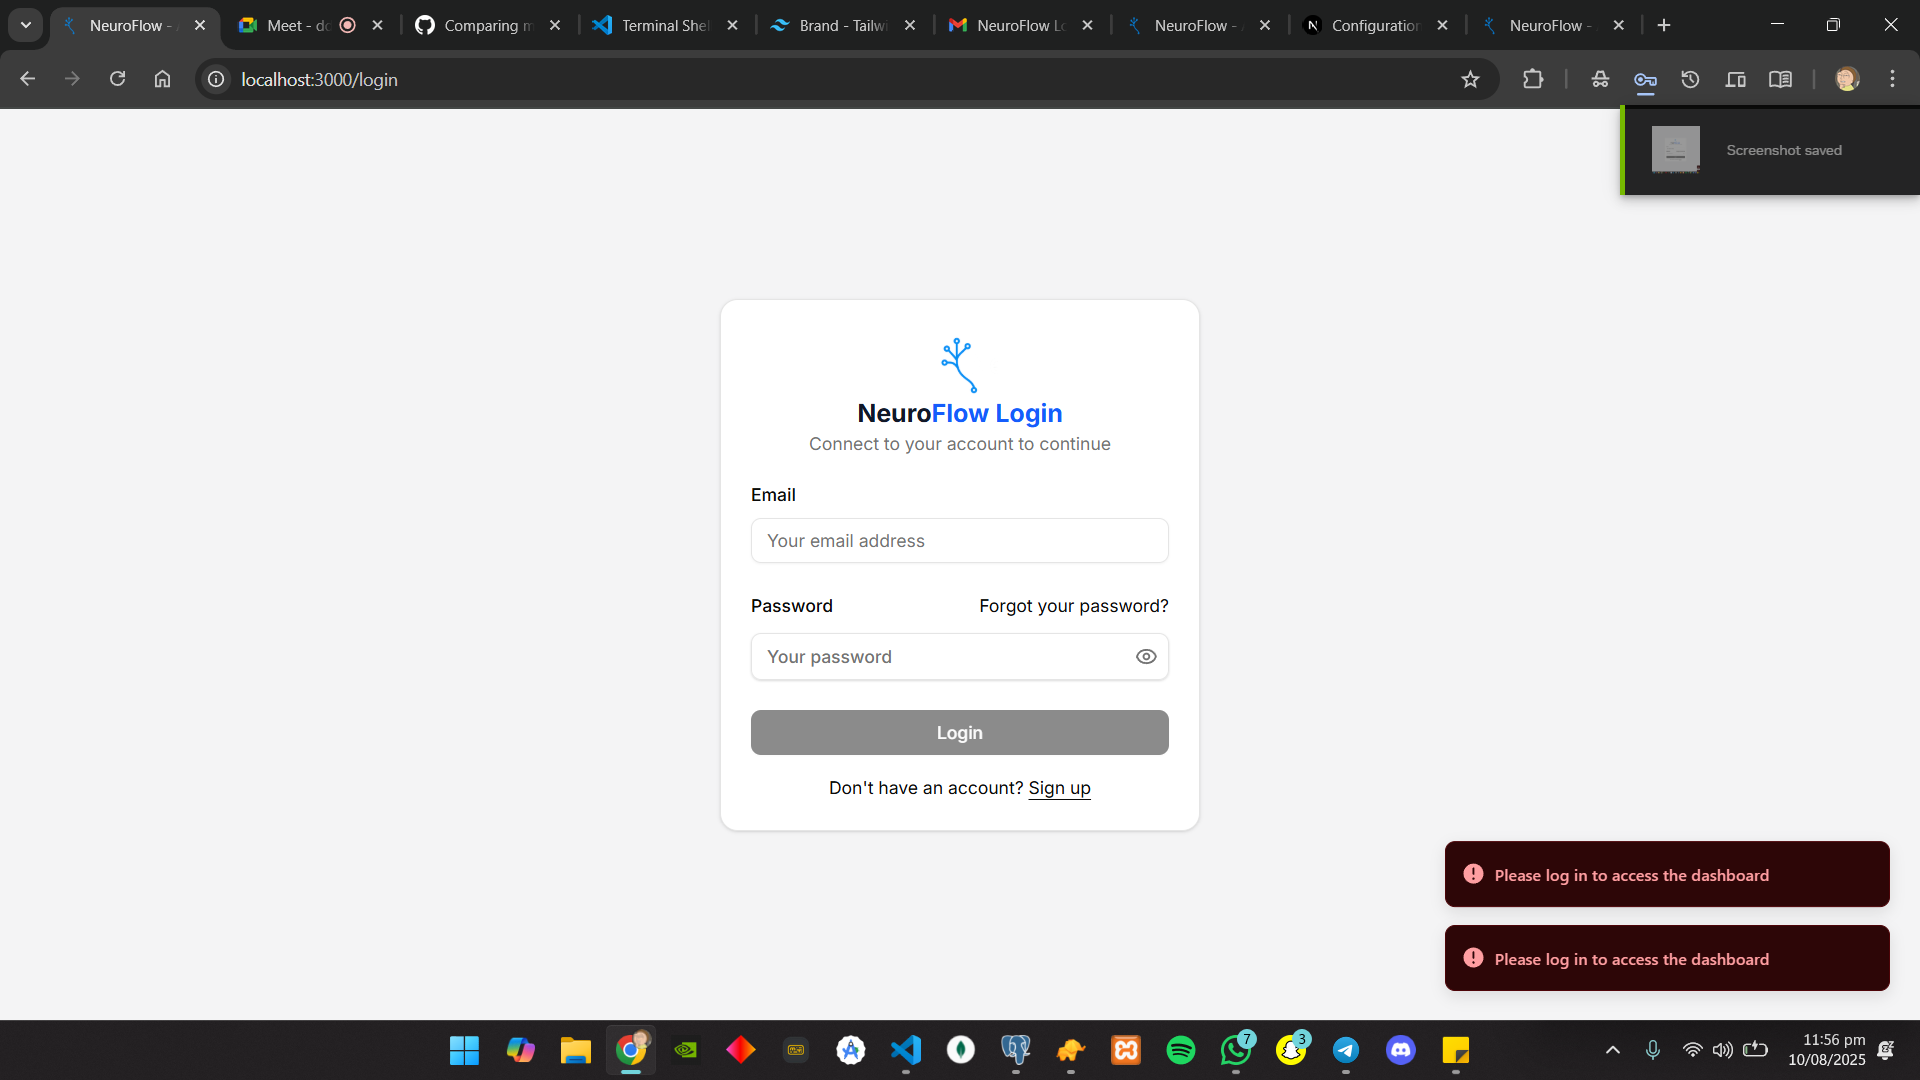 NeuroFlow -
Meet - do
Comparing m
Terminal Shel
Brand - Tailwi
NeuroFlow Lo
NeuroFlow - A
Configuration
NeuroFlow -
localhost:3000/login
Screenshot saved
NeuroFlow Login
Connect to your account to continue
Email
Your email address
Password
Forgot your password?
Your password
Login
Don't have an account? Sign up
Please log in to access the dashboard
Please log in to access the dashboard
7
3
11:56 pm
10/08/2025